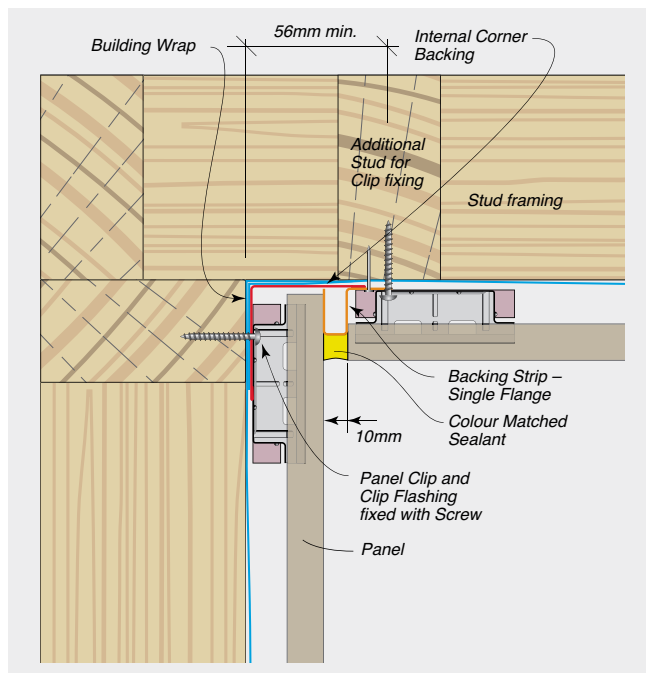 56mm min.
Building Wrap
Internal Corner
Backing
Additional
Stud for
Clip fixing
Stud framing
Backing Strip –
Single Flange
Colour Matched
Sealant
10mm
Panel Clip and
Clip Flashing
fixed with Screw
Panel